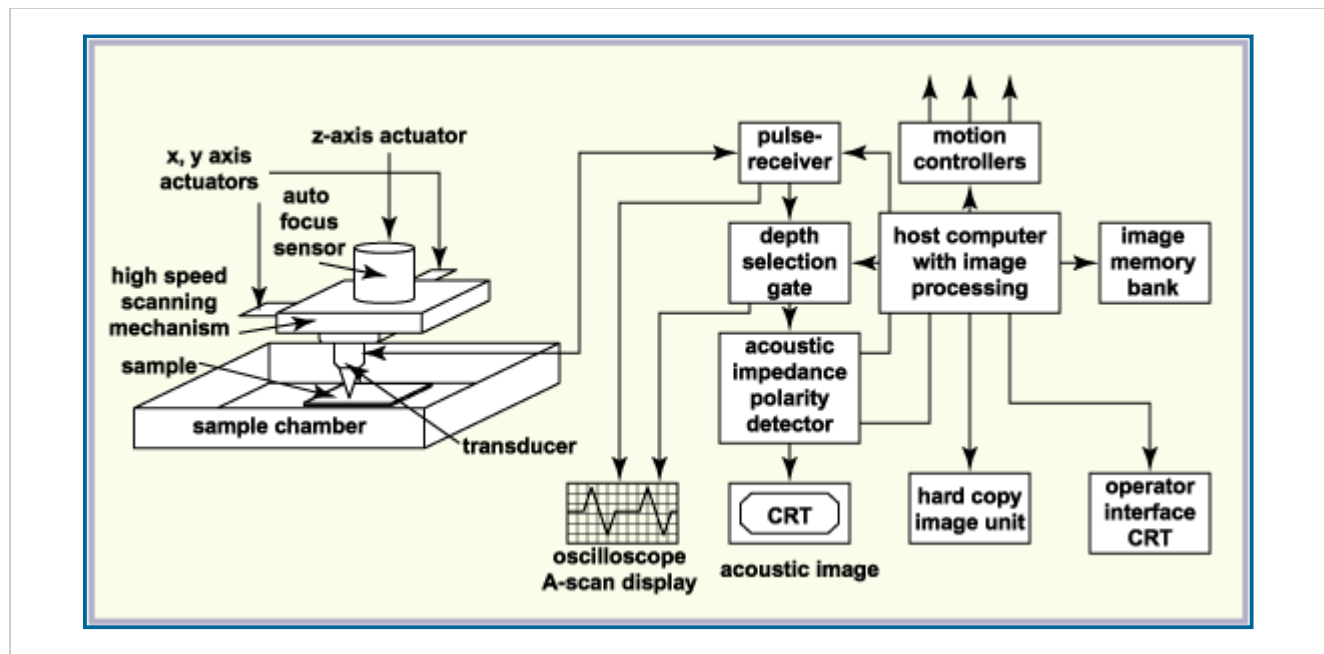 z-axis actuator
x, y axis
actuators
auto
focus
sensor
high speed
scanning
mechanism
sample
sample chamber
transducer
pulse-
receiver
motion
controllers
depth
selection
gate
host computer
with image
processing
image
memory
bank
acoustic
impedance
polarity
detector
oscilloscope
A-scan display
CRT
acoustic image
hard copy
image unit
operator
interface
CRT